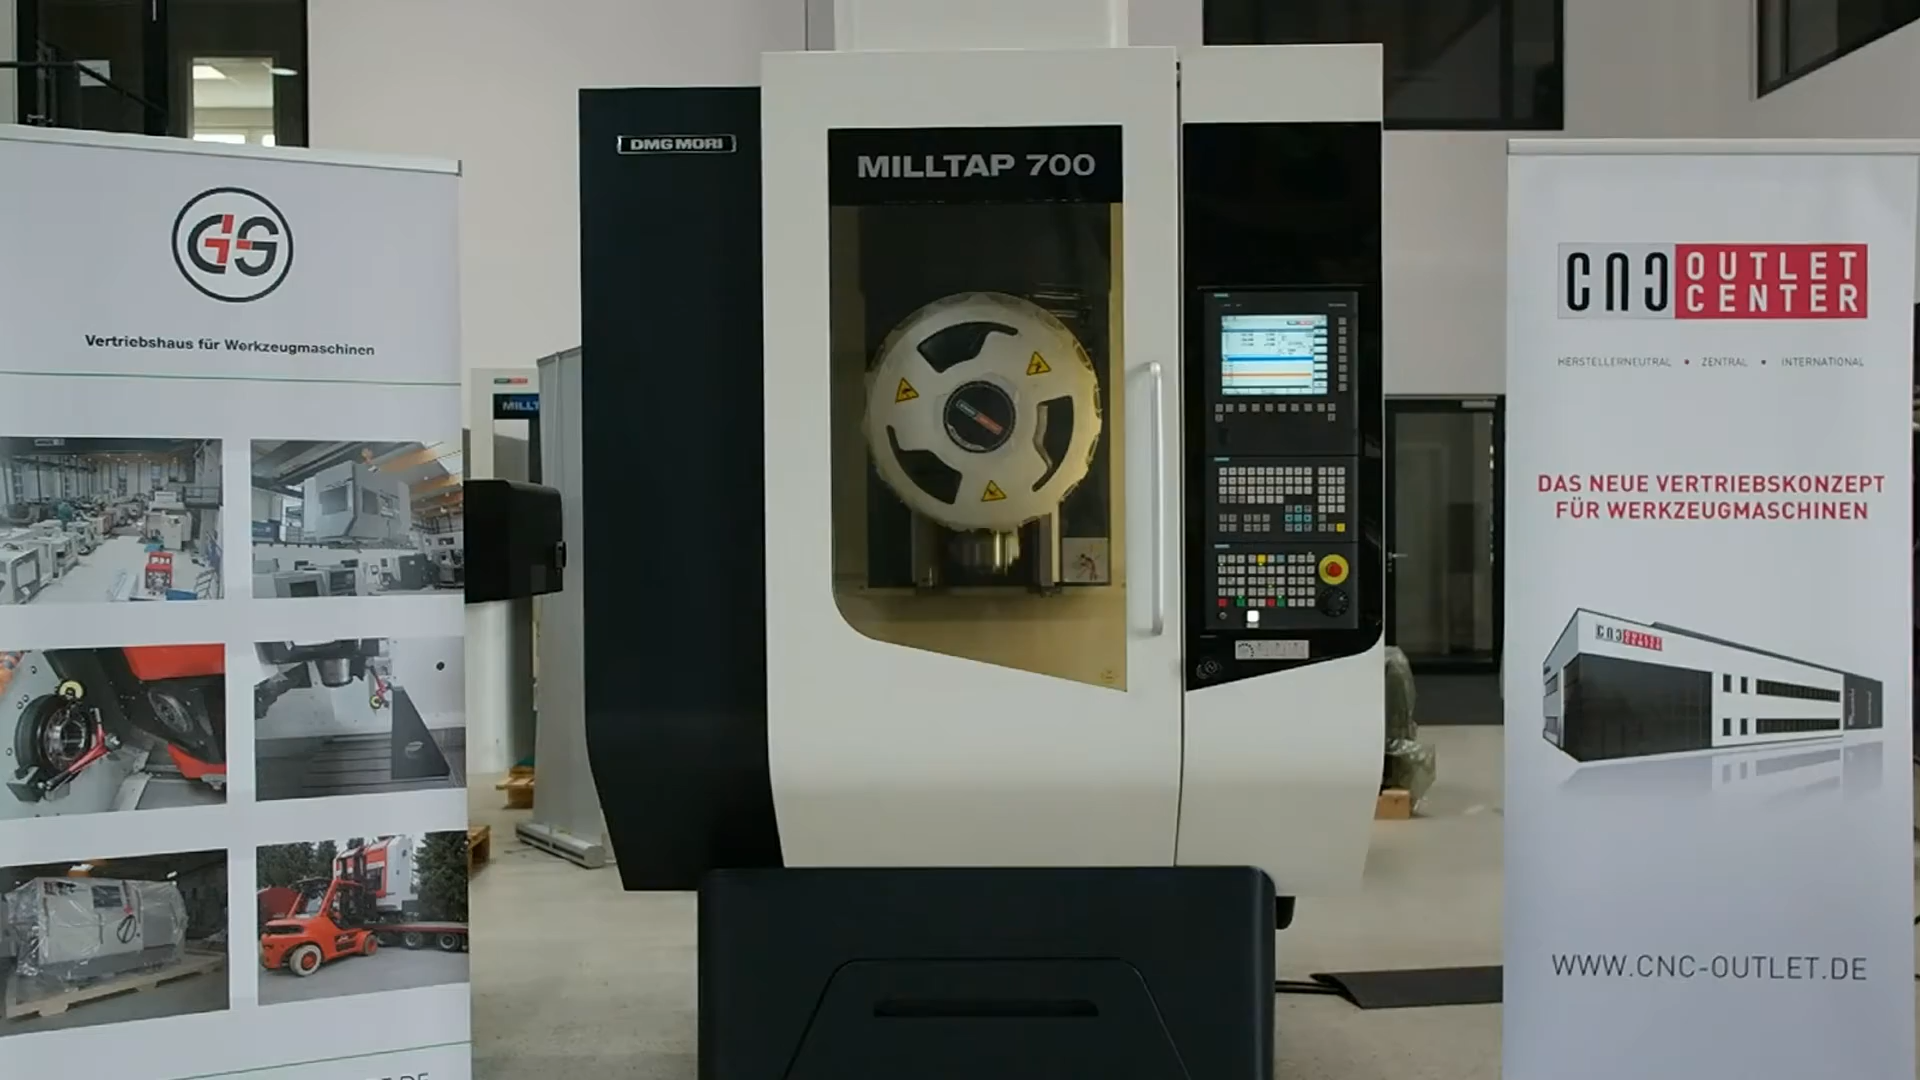 GS
Vertriebshaus für Werkzeugmaschinen
DMG MORI
MILLTAP 700
CNC OUTLET
CENTER
HERSTELLERNEUTRAL • ZENTRAL • INTERNATIONAL
DAS NEUE VERTRIEBSKONZEPT
FÜR WERKZEUGMASCHINEN
WWW.CNC-OUTLET.DE